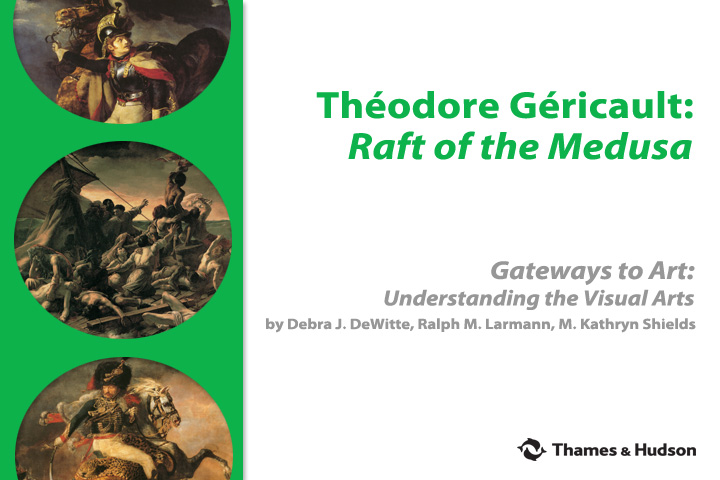 Théodore Géricault:
Raft of the Medusa
Gateways to Art:
Understanding the Visual Arts
by Debra J. DeWitte, Ralph M. Larmann, M. Kathryn Shields
Thames & Hudson